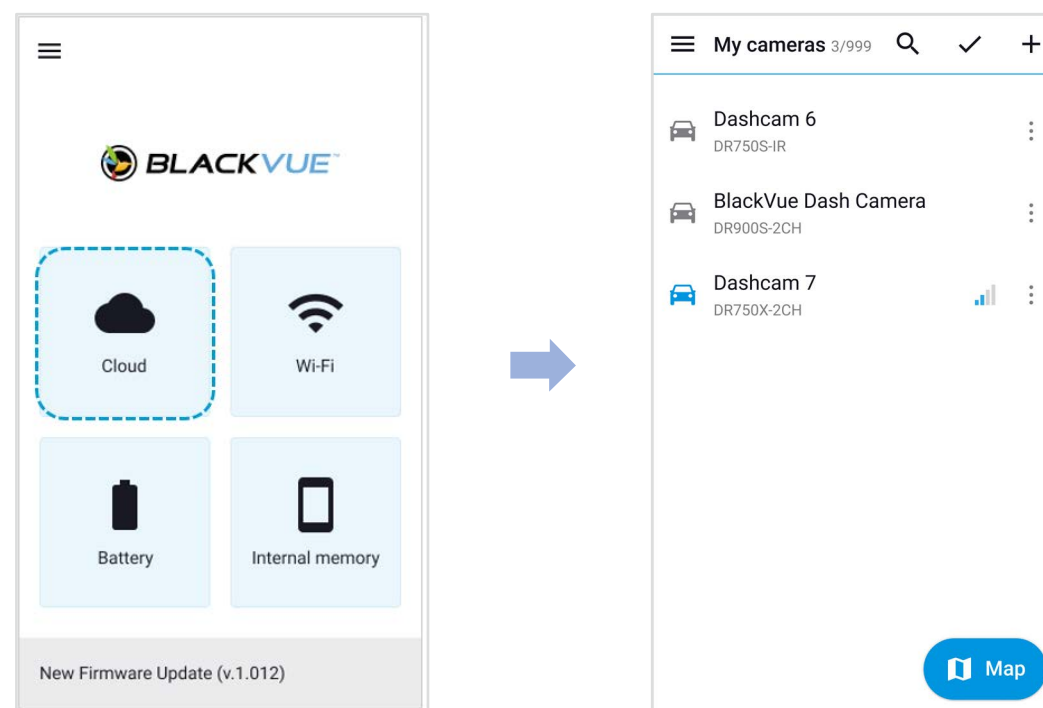 BLACKVUE™
Cloud
Wi-Fi
Battery
Internal memory
New Firmware Update (v.1.012)
My cameras 3/999
Dashcam 6
DR750S-IR
BlackVue Dash Camera
DR900S-2CH
Dashcam 7
DR750X-2CH
Map